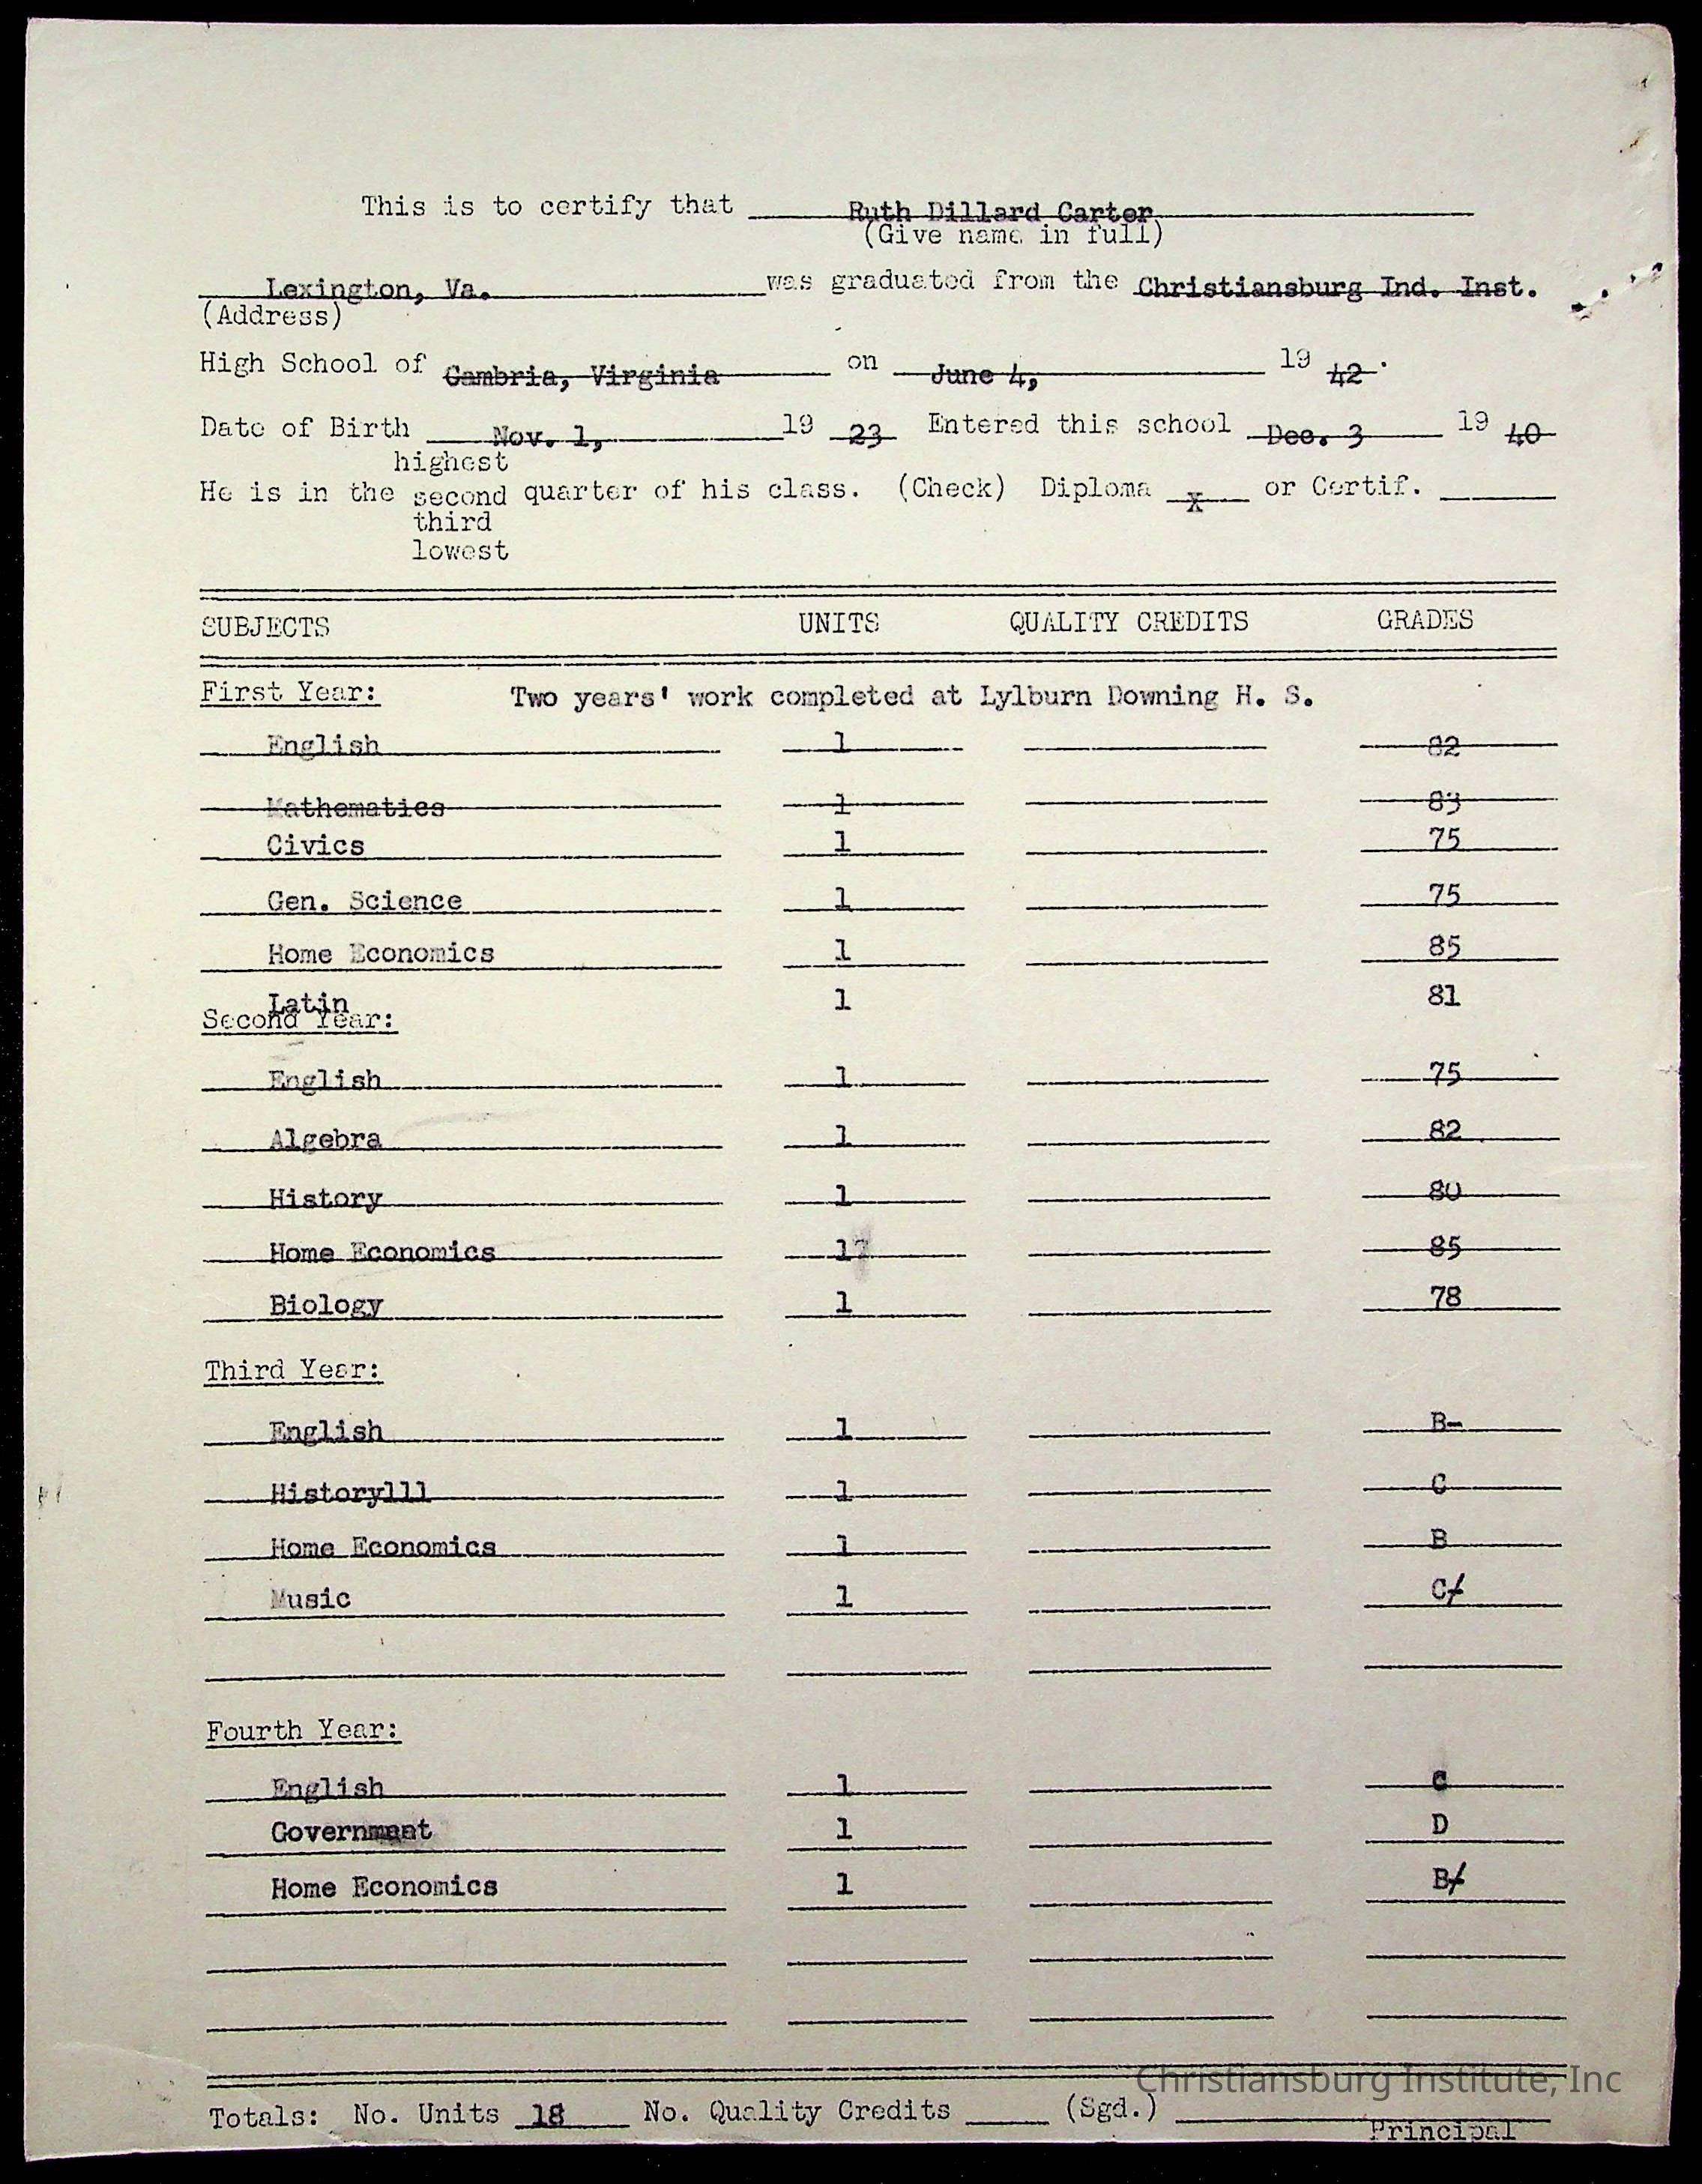 This is to certify that Ruth Dillard Carter
(Give name in full)
Lexington, Va. was graduated from the Christiansburg Ind. Inst.
(Address)
High School of Cambria, Virginia on June 4, 19 42.
Date of Birth Nov. 1, 19 23 Entered this school Dec. 3 19 40
highest
He is in the second quarter of his class. (Check) Diploma x or Certif.
third
lowest
SUBJECTS UNITS QUALITY CREDITS GRADES
First Year: Two years' work completed at Lylburn Downing H. S.
English 1 82
Mathematics 1 83
Civics 1 75
Gen. Science 1 75
Home Economics 1 85
Latin 1 81
Second Year:
English 1 75
Algebra 1 82
History 1 80
Home Economics 1 85
Biology 1 78
Third Year:
English 1 B-
Historylll 1 C
Home Economics 1 B
Music 1 C/
Fourth Year:
English 1 C
Government 1 D
Home Economics 1 B/
Christiansburg Institute, Inc
Totals: No. Units 18 No. Quality Credits (Sgd.)
Principal